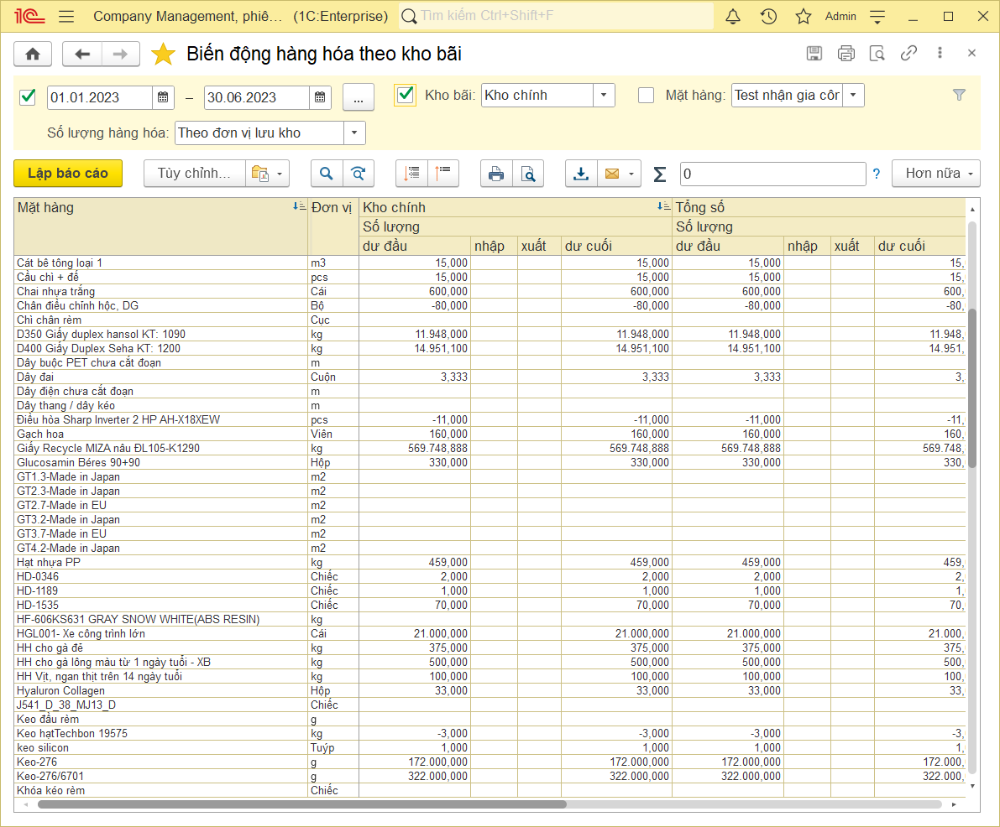 1C Company Management, phiê… (1C:Enterprise) Tìm kiếm Ctrl+Shift+F Admin
Biến động hàng hóa theo kho bãi
01.01.2023 – 30.06.2023 ... Kho bãi: Kho chính Mặt hàng: Test nhận gia côn
Số lượng hàng hóa: Theo đơn vị lưu kho
Lập báo cáo Tùy chỉnh... Σ 0 ? Hơn nữa
Mặt hàng Đơn vị Kho chính Tổng số
Số lượng Số lượng
dư đầu nhập xuất dư cuối dư đầu nhập xuất dư cuối
Cát bê tông loại 1 m3 15,000 15,000 15,000 15,
Cầu chì + đế pcs 15,000 15,000 15,000 15,
Chai nhựa trắng Cái 600,000 600,000 600,000 600,
Chân điều chỉnh hộc, DG Bộ -80,000 -80,000 -80,000 -80,
Chì chân rèm Cục
D350 Giấy duplex hansol KT: 1090 kg 11.948,000 11.948,000 11.948,000 11.948,
D400 Giấy Duplex Seha KT: 1200 kg 14.951,100 14.951,100 14.951,100 14.951,
Dây buộc PET chưa cắt đoạn m
Dây đai Cuộn 3,333 3,333 3,333 3,
Dây điện chưa cắt đoạn m
Dây thang / dây kéo m
Điều hòa Sharp Inverter 2 HP AH-X18XEW pcs -11,000 -11,000 -11,000 -11,
Gạch hoa Viên 160,000 160,000 160,000 160,
Giấy Recycle MIZA nâu ĐL105-K1290 kg 569.748,888 569.748,888 569.748,888 569.748,
Glucosamin Béres 90+90 Hộp 330,000 330,000 330,000 330,
GT1.3-Made in Japan m2
GT2.3-Made in Japan m2
GT2.7-Made in EU m2
GT3.2-Made in Japan m2
GT3.7-Made in EU m2
GT4.2-Made in Japan m2
Hạt nhựa PP kg 459,000 459,000 459,000 459,
HD-0346 Chiếc 2,000 2,000 2,000 2,
HD-1189 Chiếc 1,000 1,000 1,000 1,
HD-1535 Chiếc 70,000 70,000 70,000 70,
HF-606KS631 GRAY SNOW WHITE(ABS RESIN) kg
HGL001- Xe công trình lớn Cái 21.000,000 21.000,000 21.000,000 21.000,
HH cho gà đẻ kg 375,000 375,000 375,000 375,
HH cho gà lông màu từ 1 ngày tuổi - XB kg 500,000 500,000 500,000 500,
HH Vịt, ngan thịt trên 14 ngày tuổi kg 100,000 100,000 100,000 100,
Hyaluron Collagen Hộp 33,000 33,000 33,000 33,
J541_D_38_MJ13_D Chiếc
Keo đầu rèm g
Keo hạtTechbon 19575 kg -3,000 -3,000 -3,000 -3,
keo silicon Tuýp 1,000 1,000 1,000 1,
Keo-276 g 172.000,000 172.000,000 172.000,000 172.000,
Keo-276/6701 g 322.000,000 322.000,000 322.000,000 322.000,
Khóa kéo rèm Chiếc